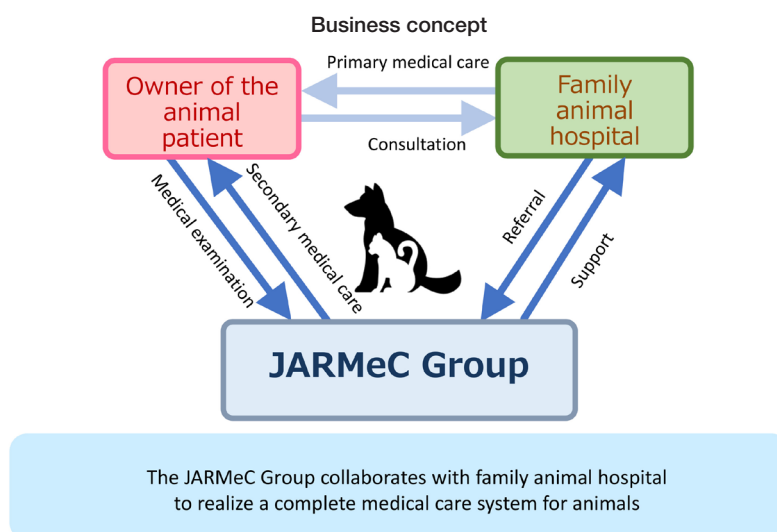 Business concept
Primary medical care
Owner of the
animal
patient
Family
animal
hospital
Consultation
Medical examination
Secondary medical care
Referral
Support
JARMeC Group
The JARMeC Group collaborates with family animal hospital
to realize a complete medical care system for animals